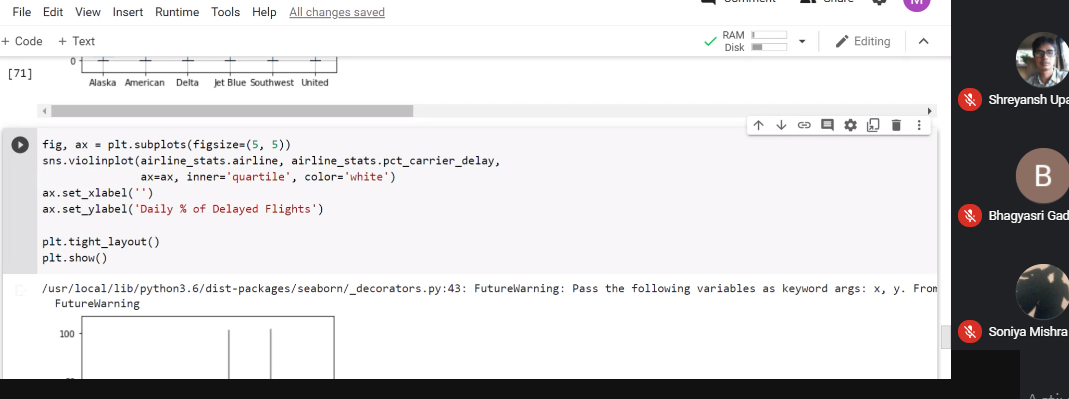 File Edit View Insert Runtime Tools Help All changes saved
Comment Share M
+ Code + Text
RAM
Disk
Editing
[71]
0
Alaska American Delta Jet Blue Southwest United
fig, ax = plt.subplots(figsize=(5, 5))
sns.violinplot(airline_stats.airline, airline_stats.pct_carrier_delay,
ax=ax, inner='quartile', color='white')
ax.set_xlabel('')
ax.set_ylabel('Daily % of Delayed Flights')
plt.tight_layout()
plt.show()
/usr/local/lib/python3.6/dist-packages/seaborn/_decorators.py:43: FutureWarning: Pass the following variables as keyword args: x, y. From
FutureWarning
100
Shreyansh Upa
B
Bhagyasri Gad
Soniya Mishra